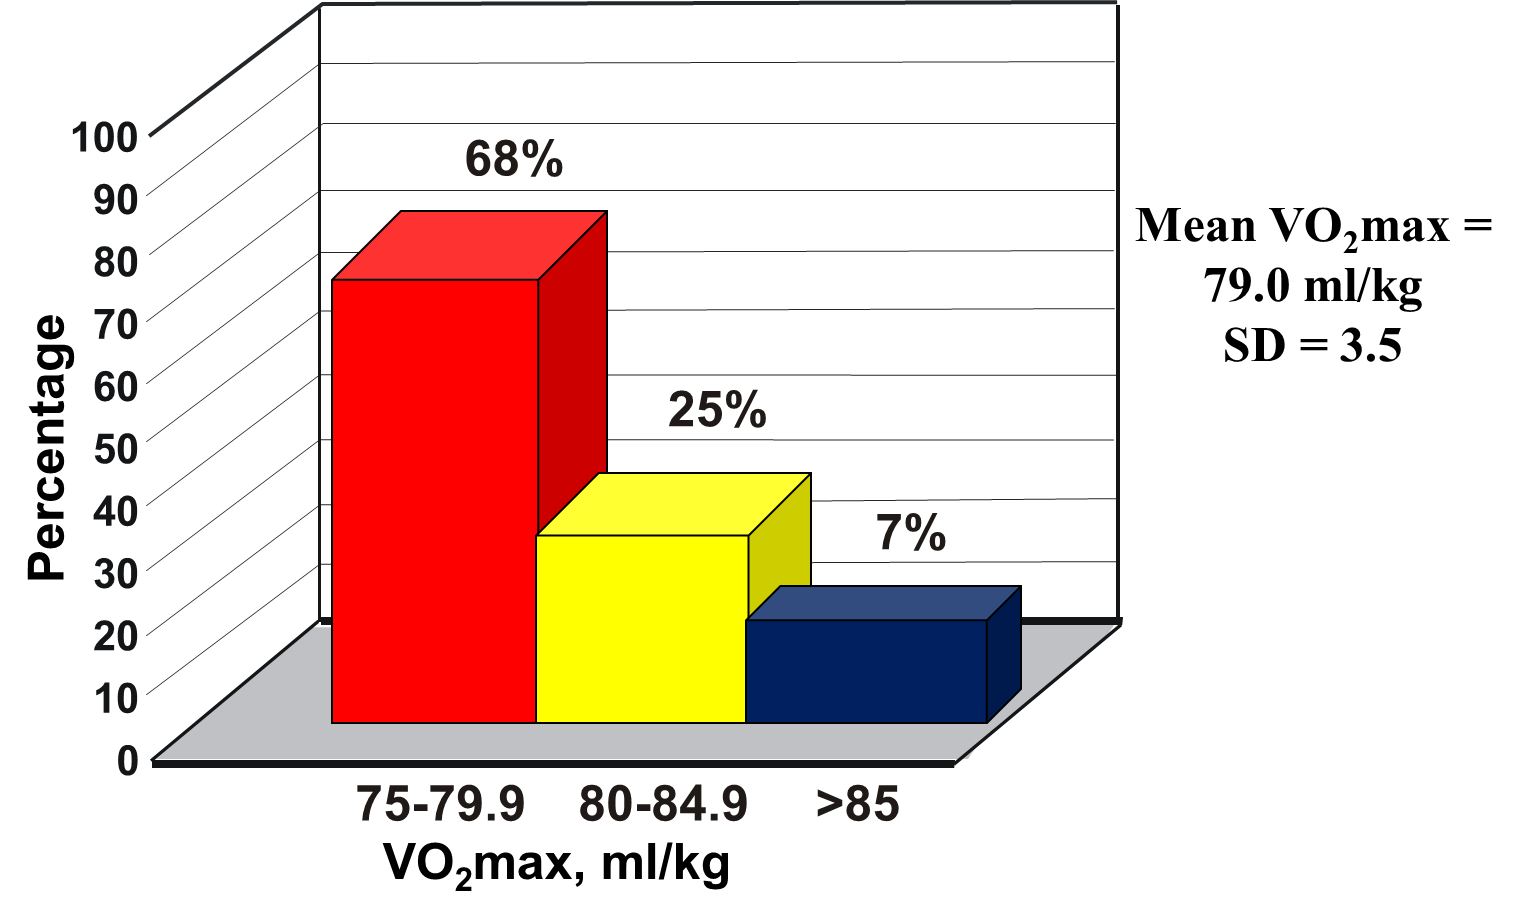 Percentage
100
90
80
70
60
50
40
30
20
10
0
68%
25%
7%
75-79.9 80-84.9 >85
VO₂max, ml/kg
Mean VO₂max =
79.0 ml/kg
SD = 3.5